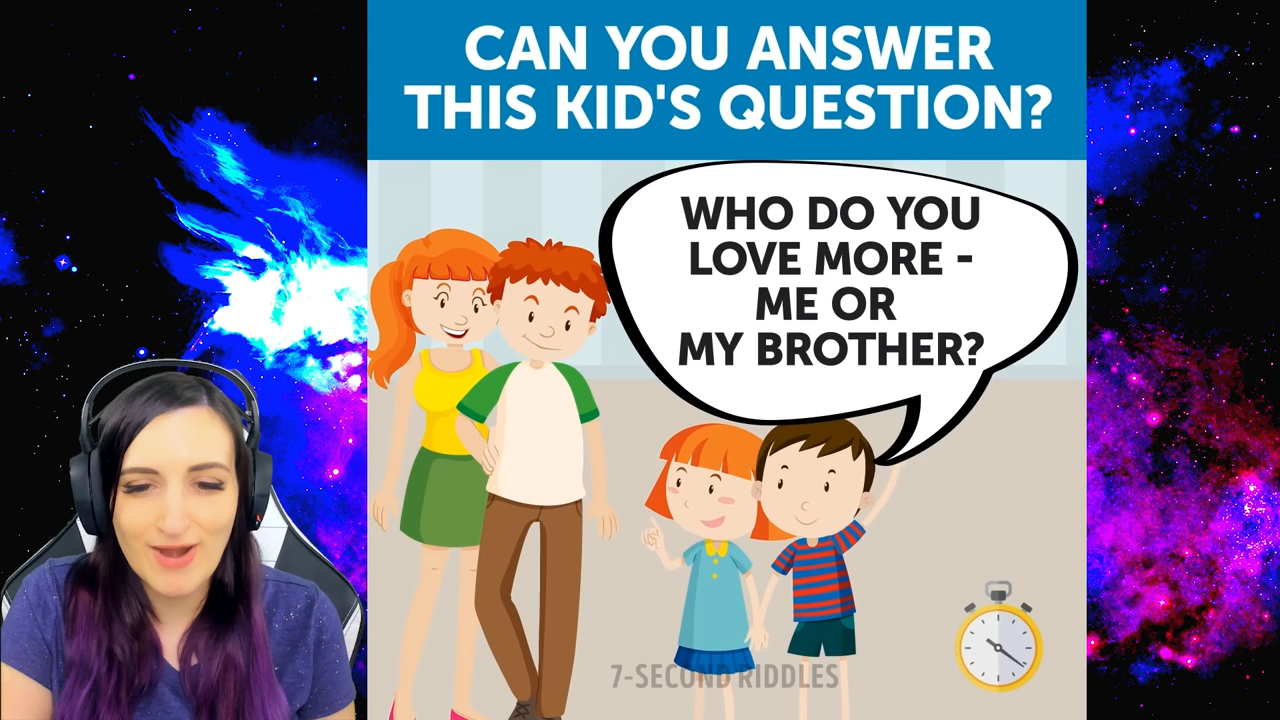 CAN YOU ANSWER
THIS KID'S QUESTION?
WHO DO YOU
LOVE MORE -
ME OR
MY BROTHER?
7-SECOND RIDDLES